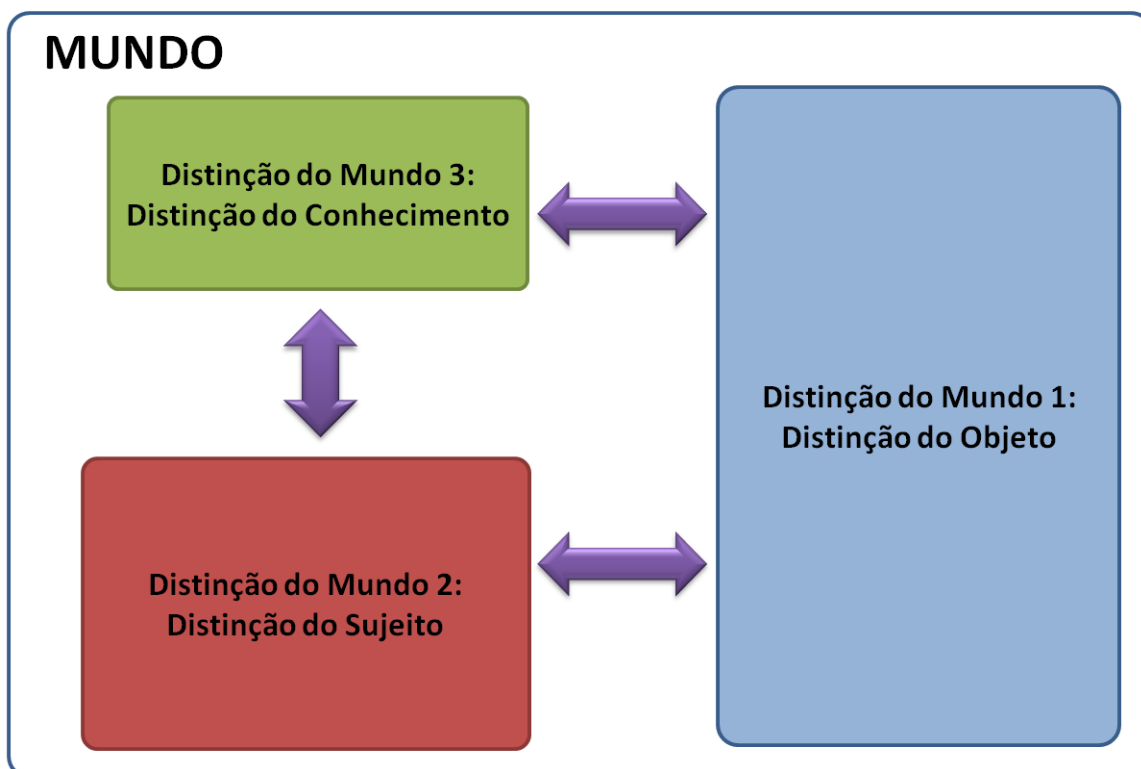 MUNDO
Distinção do Mundo 3:
Distinção do Conhecimento
Distinção do Mundo 1:
Distinção do Objeto
Distinção do Mundo 2:
Distinção do Sujeito